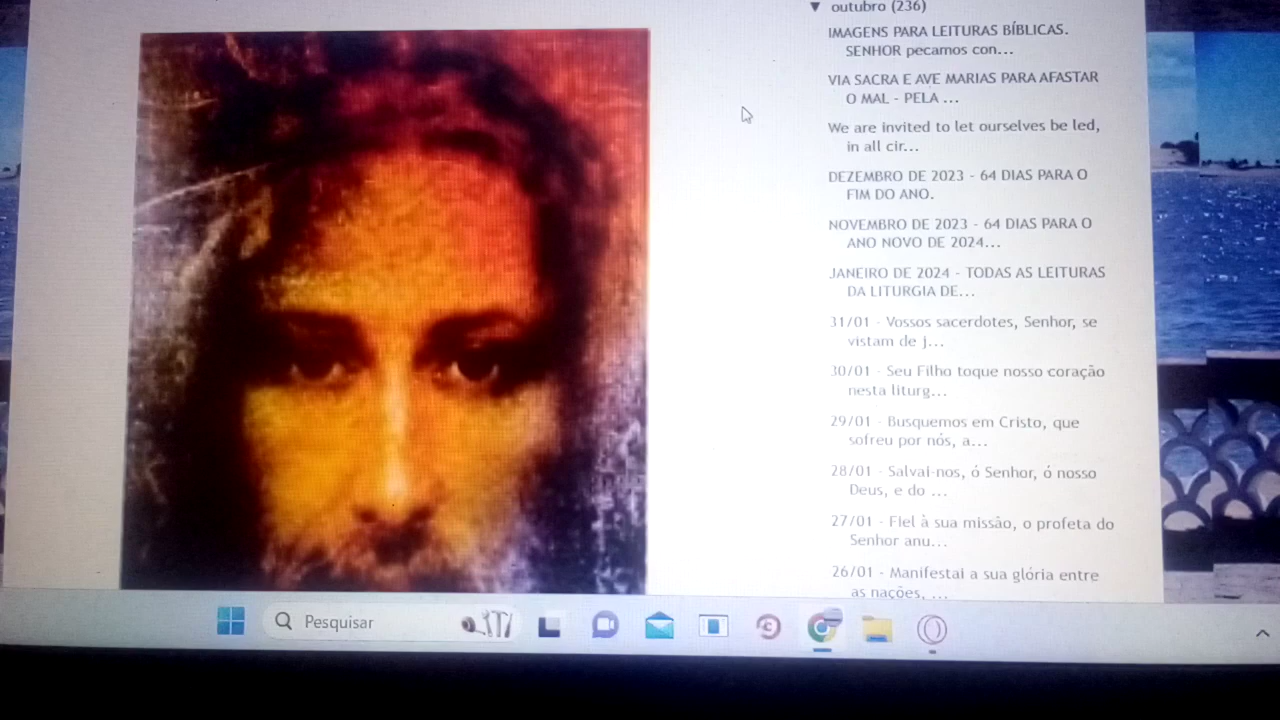 outubro (236)
IMAGENS PARA LEITURAS BÍBLICAS.
SENHOR pecamos con...
VIA SACRA E AVE MARIAS PARA AFASTAR
O MAL - PELA ...
We are invited to let ourselves be led,
in all cir...
DEZEMBRO DE 2023 - 64 DIAS PARA O
FIM DO ANO.
NOVEMBRO DE 2023 - 64 DIAS PARA O
ANO NOVO DE 2024...
JANEIRO DE 2024 - TODAS AS LEITURAS
DA LITURGIA DE...
31/01 - Vossos sacerdotes, Senhor, se
vistam de j...
30/01 - Seu Filho toque nosso coração
nesta liturg...
29/01 - Busquemos em Cristo, que
sofreu por nós, a...
28/01 - Salvai-nos, ó Senhor, ó nosso
Deus, e do ...
27/01 - Fiel à sua missão, o profeta do
Senhor anu...
26/01 - Manifestai a sua glória entre
as nações, ...
Pesquisar